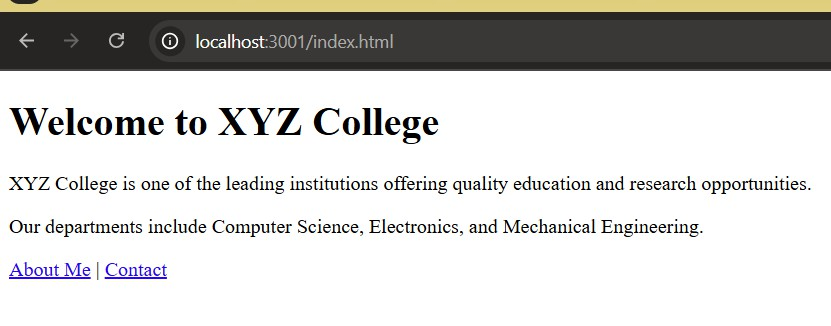 localhost:3001/index.html
Welcome to XYZ College
XYZ College is one of the leading institutions offering quality education and research opportunities.
Our departments include Computer Science, Electronics, and Mechanical Engineering.
About Me | Contact